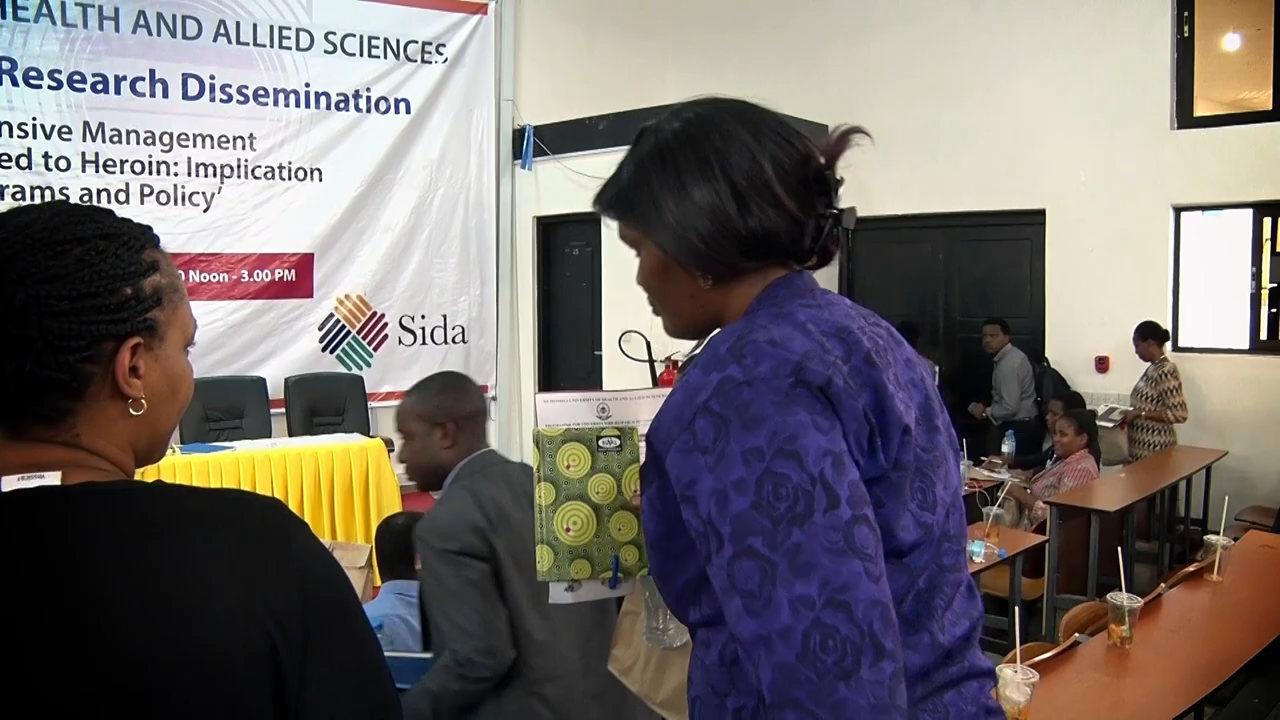 HEALTH AND ALLIED SCIENCES
Research Dissemination
nsive Management
ed to Heroin: Implication
rams and Policy'
0 Noon - 3.00 PM
Sida